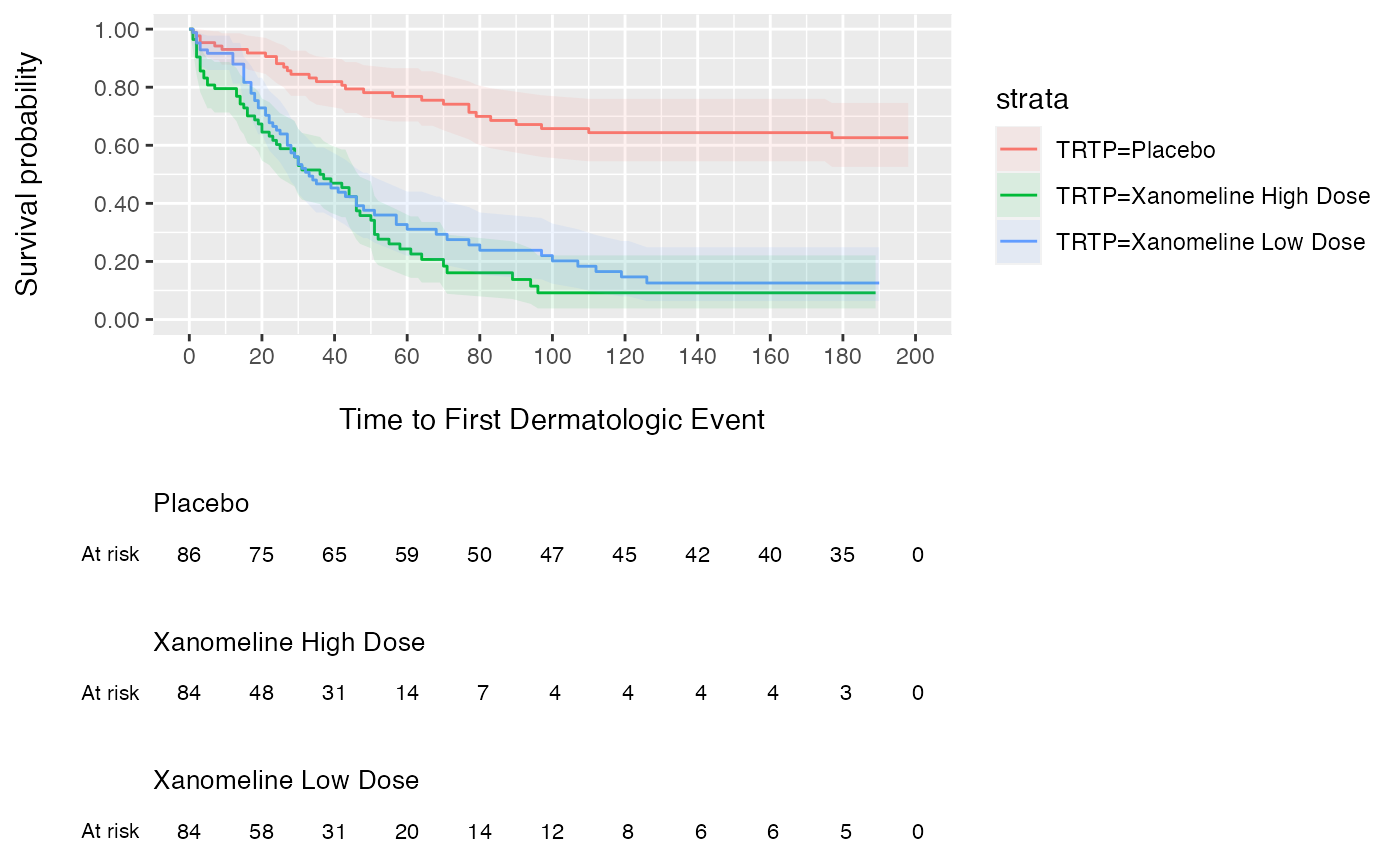 Survival probability
1.00
0.80
0.60
0.40
0.20
0.00
0 20 40 60 80 100 120 140 160 180 200
Time to First Dermatologic Event
strata
TRTP=Placebo
TRTP=Xanomeline High Dose
TRTP=Xanomeline Low Dose
Placebo
At risk 86 75 65 59 50 47 45 42 40 35 0
Xanomeline High Dose
At risk 84 48 31 14 7 4 4 4 4 3 0
Xanomeline Low Dose
At risk 84 58 31 20 14 12 8 6 6 5 0